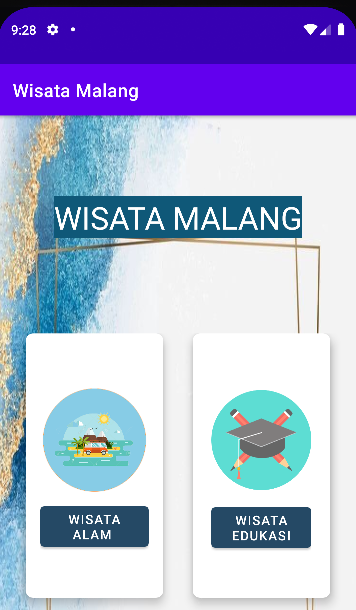 9:28
Wisata Malang
WISATA MALANG
WISATA
ALAM
WISATA
EDUKASI